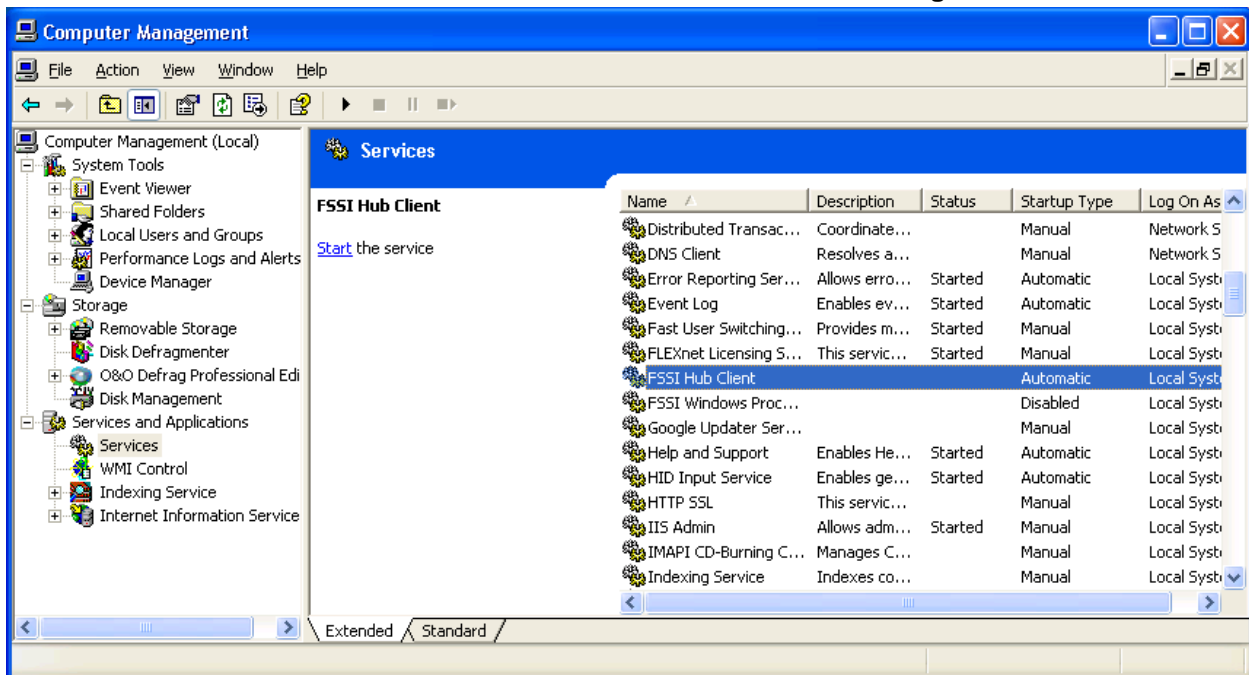 Computer Management
File Action View Window Help
Computer Management (Local)
System Tools
Event Viewer
Shared Folders
Local Users and Groups
Performance Logs and Alerts
Device Manager
Storage
Removable Storage
Disk Defragmenter
O&O Defrag Professional Edi
Disk Management
Services and Applications
Services
WMI Control
Indexing Service
Internet Information Service
Services
FSSI Hub Client
Start the service
Name Description Status Startup Type Log On As
Distributed Transac... Coordinate... Manual Network S
DNS Client Resolves a... Manual Network S
Error Reporting Ser... Allows erro... Started Automatic Local Syst
Event Log Enables ev... Started Automatic Local Syst
Fast User Switching... Provides m... Started Manual Local Syst
FLEXnet Licensing S... This servic... Started Manual Local Syst
FSSI Hub Client Automatic Local Syst
FSSI Windows Proc... Disabled Local Syst
Google Updater Ser... Manual Local Syst
Help and Support Enables He... Started Automatic Local Syst
HID Input Service Enables ge... Started Automatic Local Syst
HTTP SSL This servic... Manual Local Syst
IIS Admin Allows adm... Started Manual Local Syst
IMAPI CD-Burning C... Manages C... Manual Local Syst
Indexing Service Indexes co... Manual Local Syst
Extended Standard